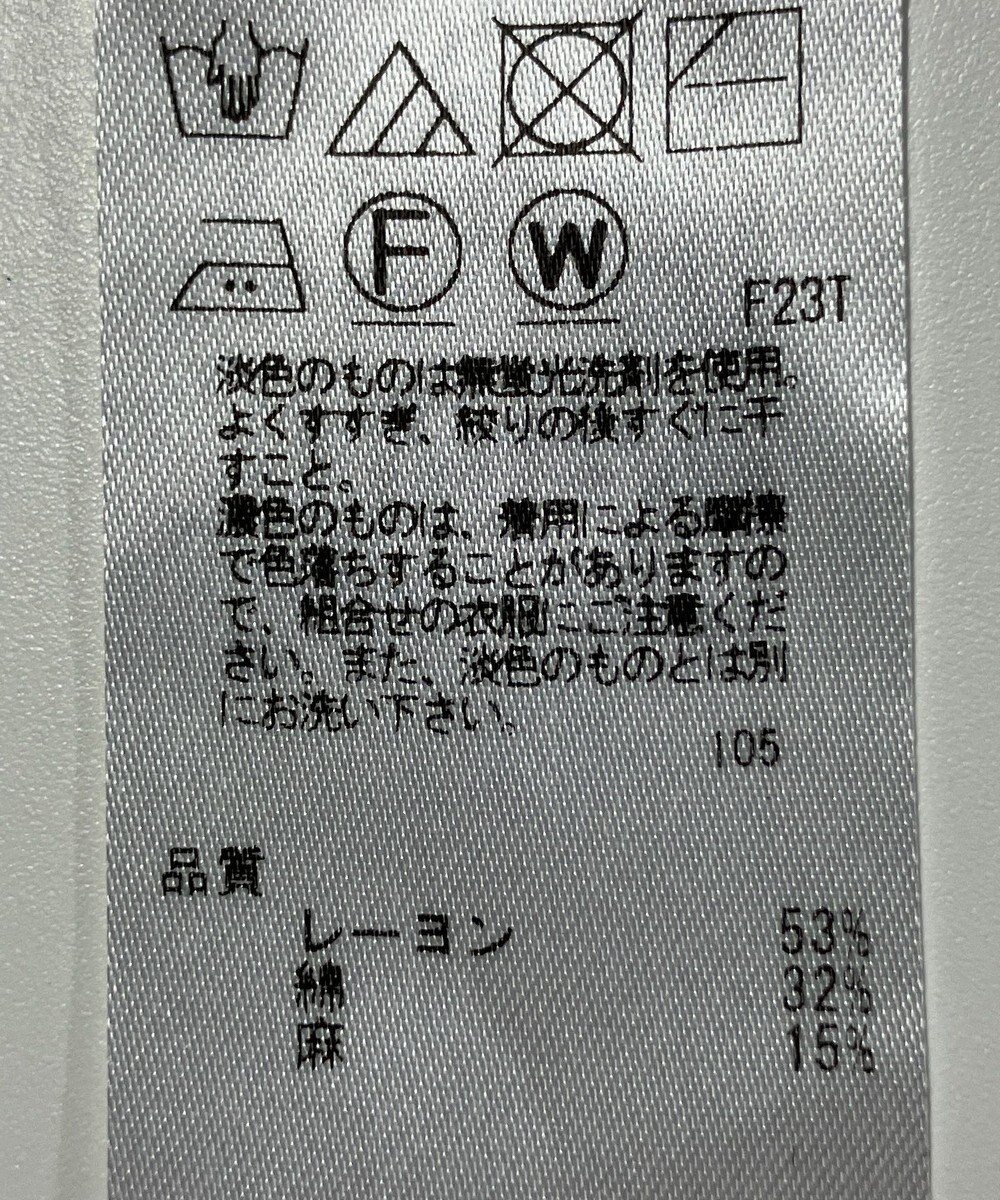 F W
F23T
淡色のものは無蛍光洗剤を使用。
よくすすぎ、絞りの後すぐに干
すこと。
濃色のものは、着用による摩擦
で色落ちすることがありますの
で、組合せの衣服にご注意くだ
さい。また、淡色のものとは別
にお洗い下さい。
105
品質
レーヨン 53%
綿 32%
麻 15%